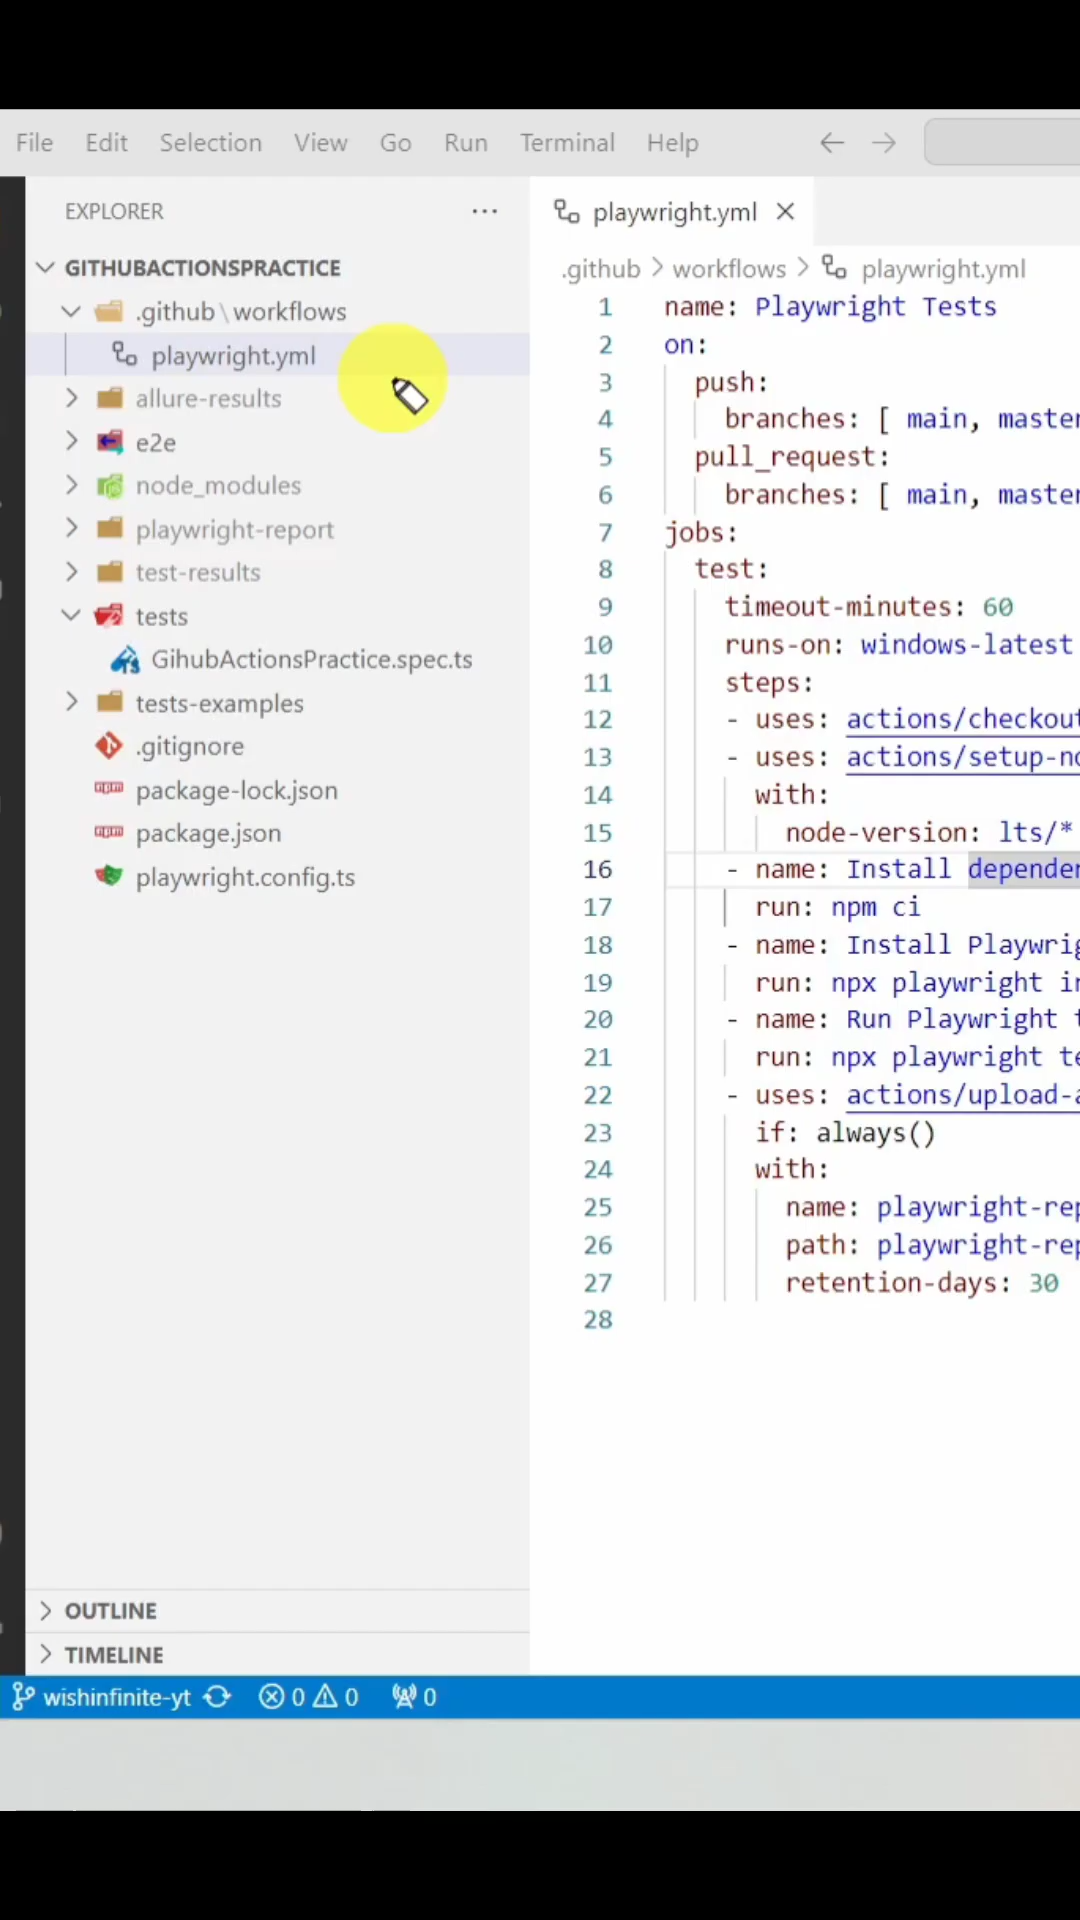 File Edit Selection View Go Run Terminal Help
EXPLORER
GITHUBACTIONSPRACTICE
.github\workflows
playwright.yml
allure-results
e2e
node_modules
playwright-report
test-results
tests
GihubActionsPractice.spec.ts
tests-examples
.gitignore
package-lock.json
package.json
playwright.config.ts
OUTLINE
TIMELINE
playwright.yml
.github > workflows > playwright.yml
1 name: Playwright Tests
2 on:
3 push:
4 branches: [ main, master
5 pull_request:
6 branches: [ main, master
7 jobs:
8 test:
9 timeout-minutes: 60
10 runs-on: windows-latest
11 steps:
12 - uses: actions/checkout
13 - uses: actions/setup-no
14 with:
15 node-version: lts/*
16 - name: Install dependen
17 run: npm ci
18 - name: Install Playwrig
19 run: npx playwright in
20 - name: Run Playwright t
21 run: npx playwright te
22 - uses: actions/upload-a
23 if: always()
24 with:
25 name: playwright-rep
26 path: playwright-rep
27 retention-days: 30
28
wishinfinite-yt 0 0 0